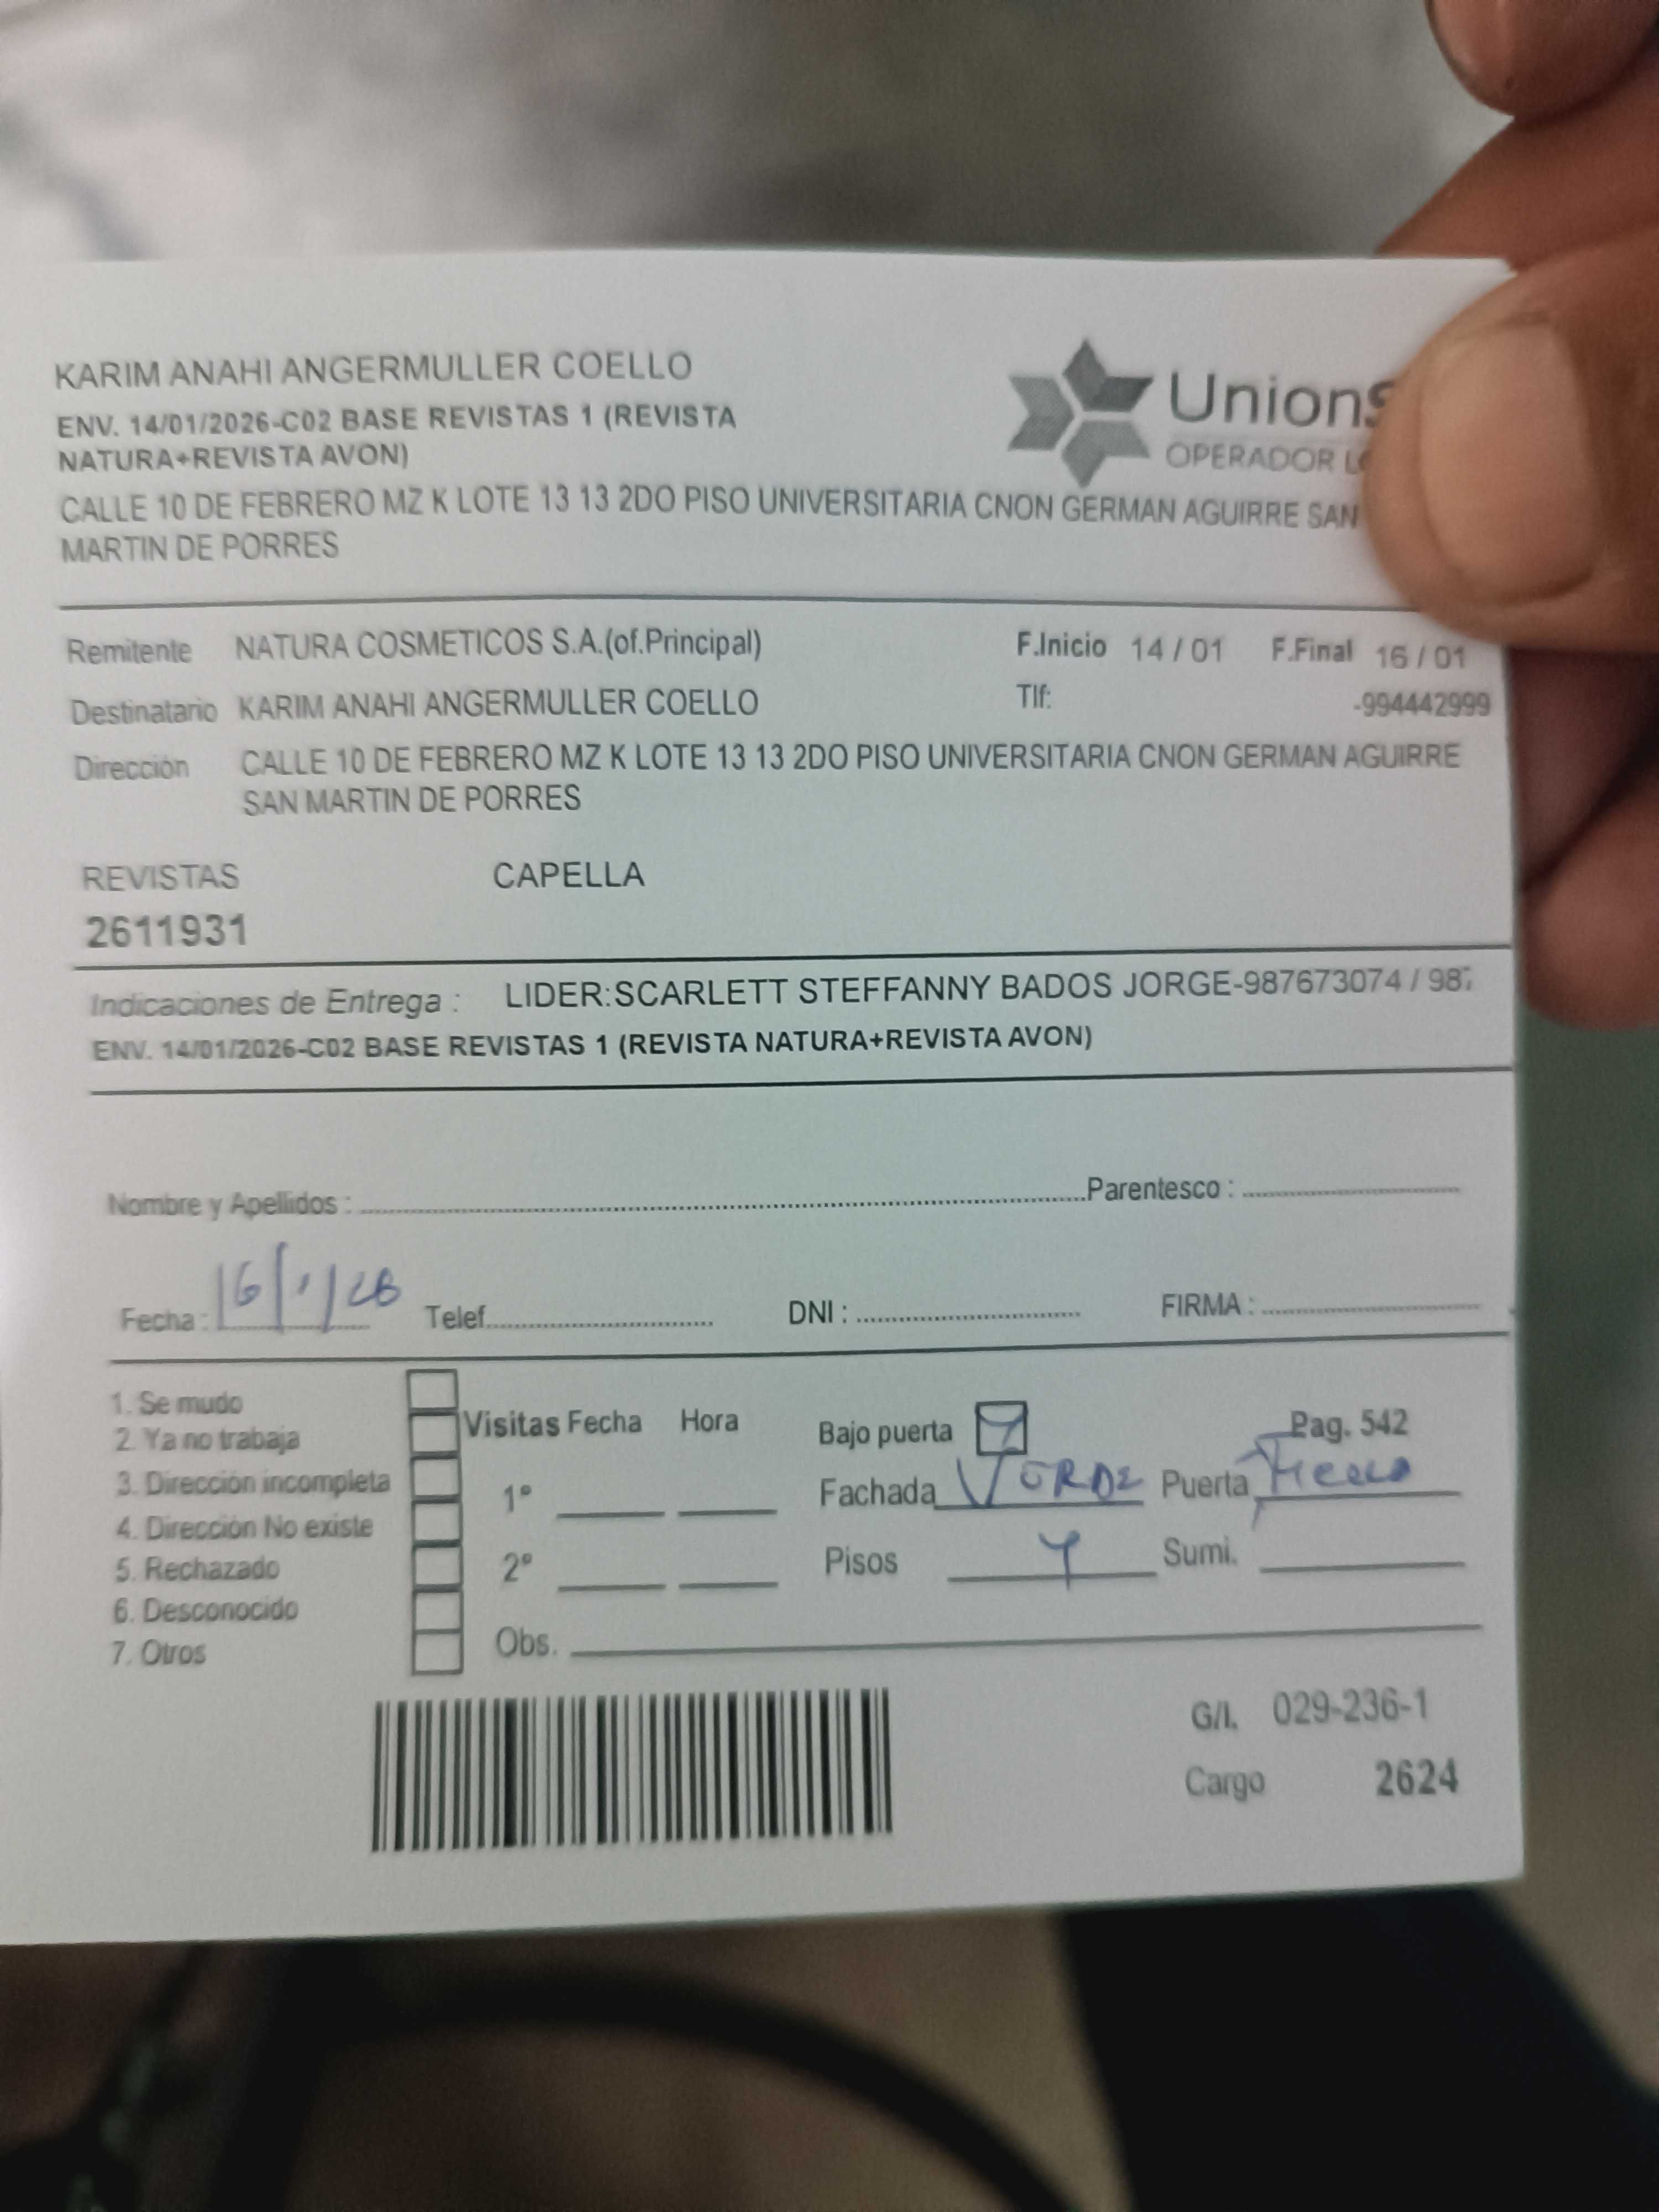 KARIM ANAHI ANGERMULLER COELLO
ENV. 14/01/2026-C02 BASE REVISTAS 1 (REVISTA
NATURA+REVISTA AVON)
Unions
OPERADOR
CALLE 10 DE FEBRERO MZ K LOTE 13 13 2DO PISO UNIVERSITARIA CNON GERMAN AGUIRRE SAN
MARTIN DE PORRES
Remitente NATURA COSMETICOS S.A.(of.Principal) F.Inicio 14 / 01 F.Final 16 / 01
Destinatario KARIM ANAHI ANGERMULLER COELLO Tlf: -994442999
Dirección CALLE 10 DE FEBRERO MZ K LOTE 13 13 2DO PISO UNIVERSITARIA CNON GERMAN AGUIRRE
SAN MARTIN DE PORRES
REVISTAS CAPELLA
2611931
Indicaciones de Entrega : LIDER:SCARLETT STEFFANNY BADOS JORGE-987673074 / 987
ENV. 14/01/2026-C02 BASE REVISTAS 1 (REVISTA NATURA+REVISTA AVON)
Nombre y Apellidos : Parentesco :
Fecha : 16/1/26 Telef. DNI : FIRMA :
1. Se mudo
2. Ya no trabaja
3. Dirección incompleta
4. Dirección No existe
5. Rechazado
6. Desconocido
7. Otros
Visitas Fecha Hora
1º
2º
Obs.
Bajo puerta Pag. 542
Fachada VERDE Puerta
Pisos Sumi.
G/I. 029-236-1
Cargo 2624